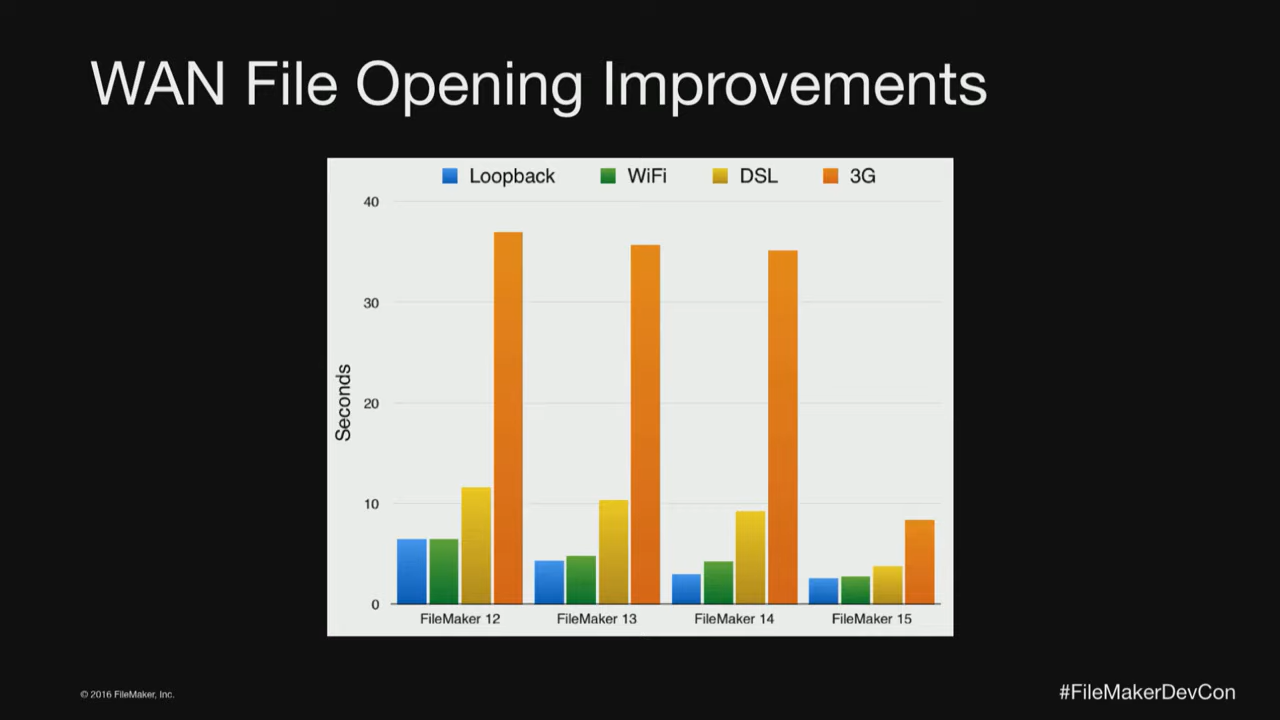 WAN File Opening Improvements
Loopback WiFi DSL 3G
40
30
20
10
0
Seconds
FileMaker 12 FileMaker 13 FileMaker 14 FileMaker 15
© 2016 FileMaker, Inc.
#FileMakerDevCon